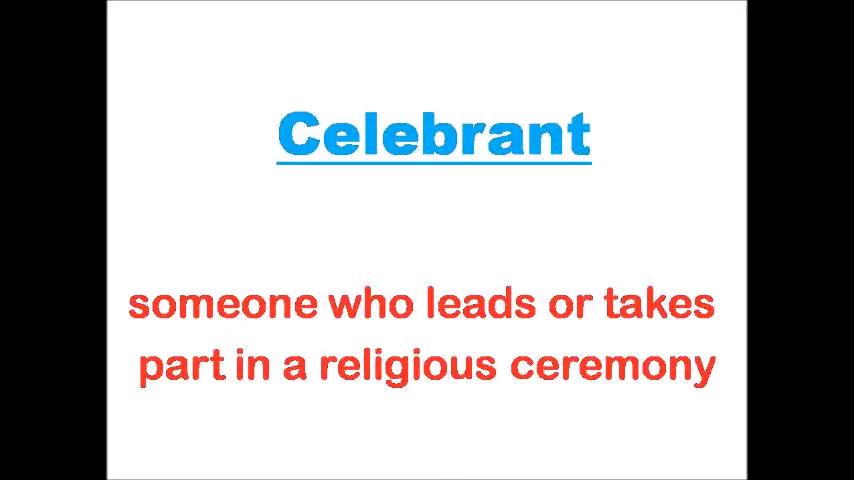 Celebrant
someone who leads or takes
part in a religious ceremony